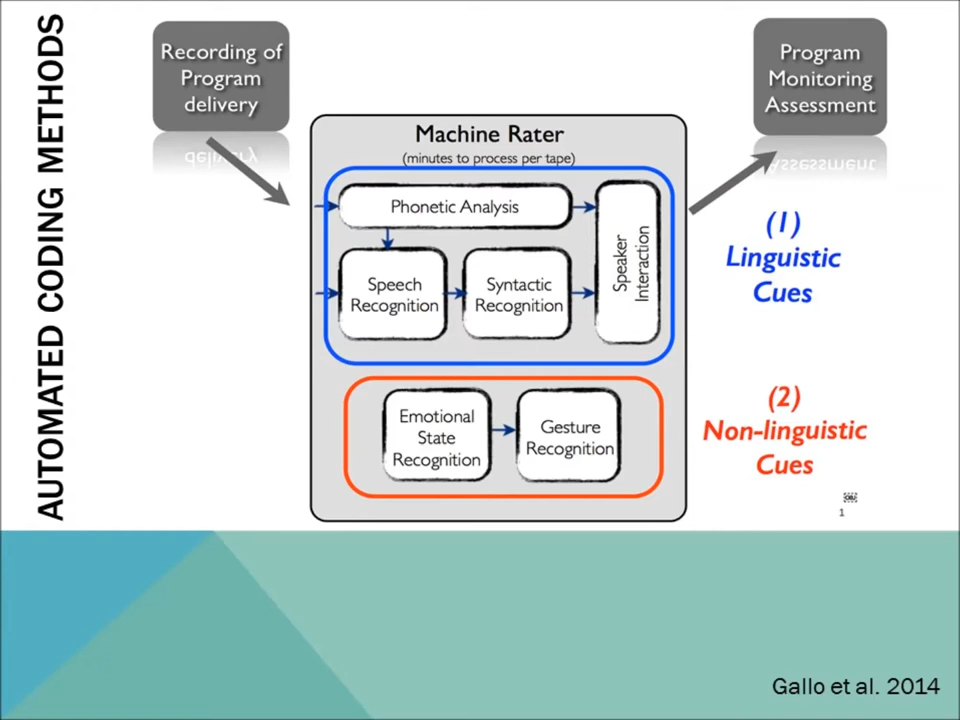 AUTOMATED CODING METHODS
Recording of
Program
delivery
Program
Monitoring
Assessment
Machine Rater
(minutes to process per tape)
Phonetic Analysis
Speech
Recognition
Syntactic
Recognition
Speaker
Interaction
(1)
Linguistic
Cues
Emotional
State
Recognition
Gesture
Recognition
(2)
Non-linguistic
Cues
1
Gallo et al. 2014